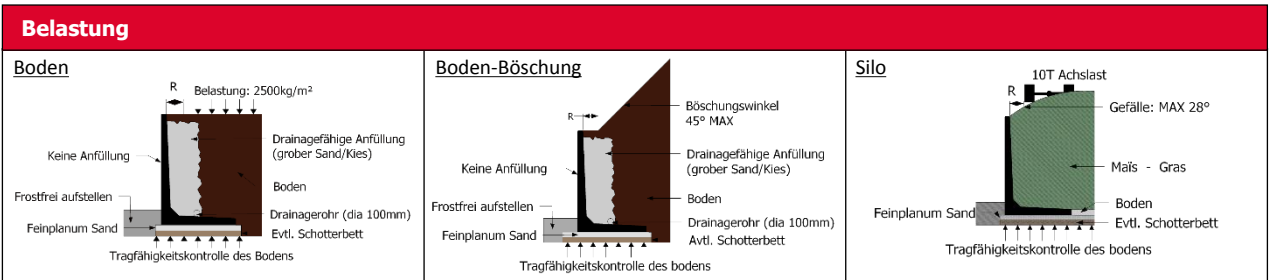 Belastung
Boden
R
Belastung: 2500kg/m²
Drainagefähige Anfüllung
(grober Sand/Kies)
Keine Anfüllung
Boden
Frostfrei aufstellen
Drainagerohr (dia 100mm)
Feinplanum Sand
Evtl. Schotterbett
Tragfähigkeitskontrolle des Bodens
Boden-Böschung
R
Böschungswinkel
45° MAX
Drainagefähige Anfüllung
(grober Sand/Kies)
Keine Anfüllung
Boden
Frostfrei aufstellen
Drainagerohr (dia 100mm)
Feinplanum Sand
Avtl. Schotterbett
Tragfähigkeitskontrolle des bodens
Silo
10T Achslast
R
Gefälle: MAX 28°
Maïs - Gras
Boden
Feinplanum Sand
Evtl. Schotterbett
Tragfähigkeitskontrolle des bodens